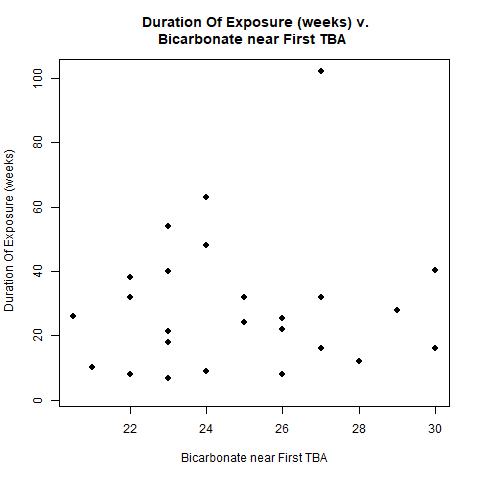 Duration Of Exposure (weeks) v.
Bicarbonate near First TBA
Duration Of Exposure (weeks)
100
80
60
40
20
0
22 24 26 28 30
Bicarbonate near First TBA